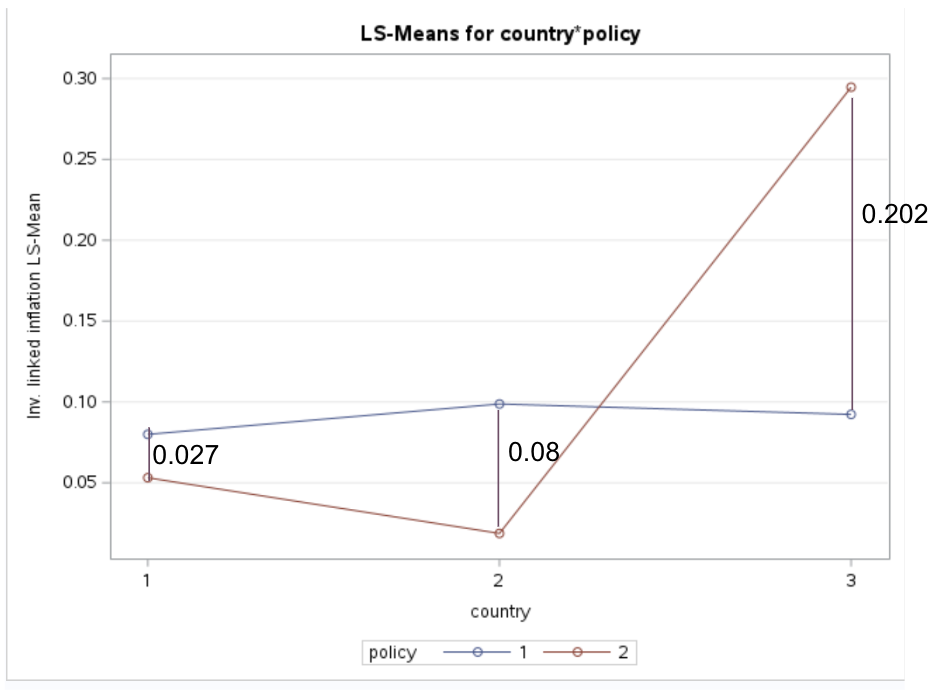 LS-Means for country*policy
Inv. linked inflation LS-Mean
0.30
0.25
0.20
0.15
0.10
0.05
0.202
0.08
0.027
1 2 3
country
policy 1 2